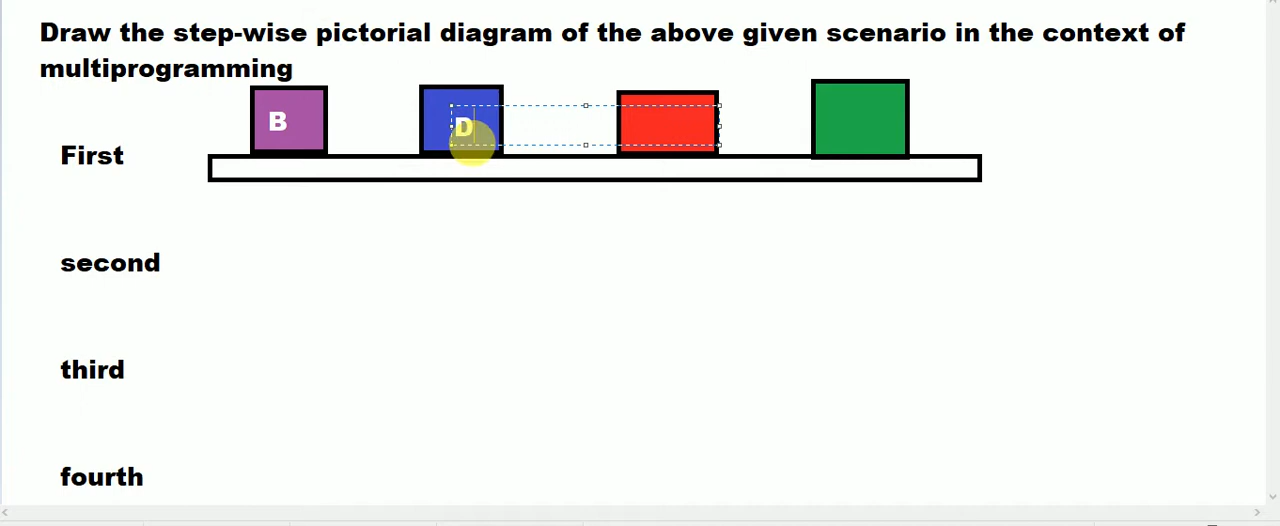 Draw the step-wise pictorial diagram of the above given scenario in the context of
multiprogramming
B
D
First
second
third
fourth